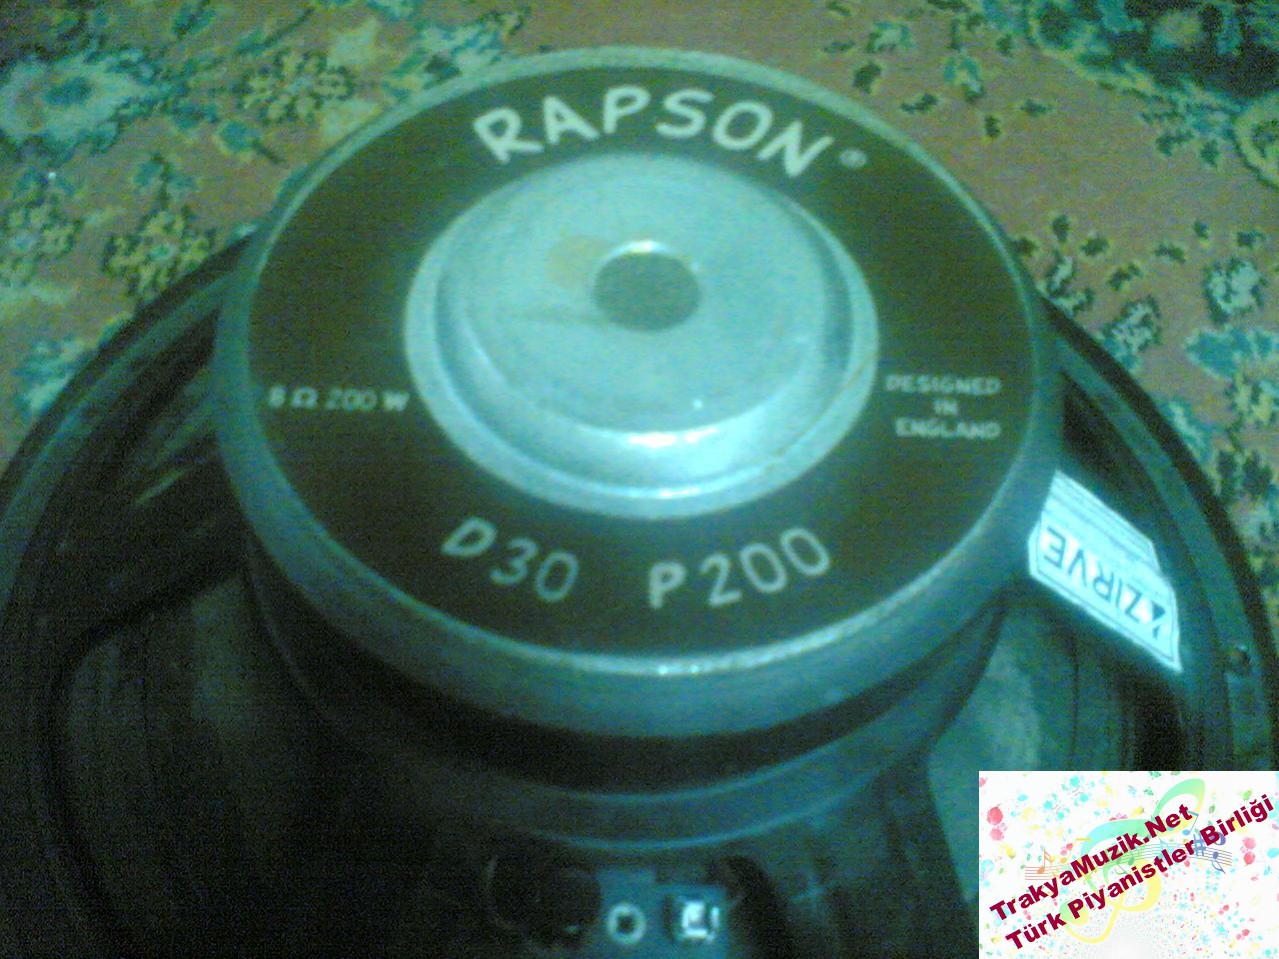 RAPSON®
8 Ω 200 W
DESIGNED
IN
ENGLAND
D30 P200
ZIRVE
TrakyaMuzik.Net
Türk Piyanistler Birliği